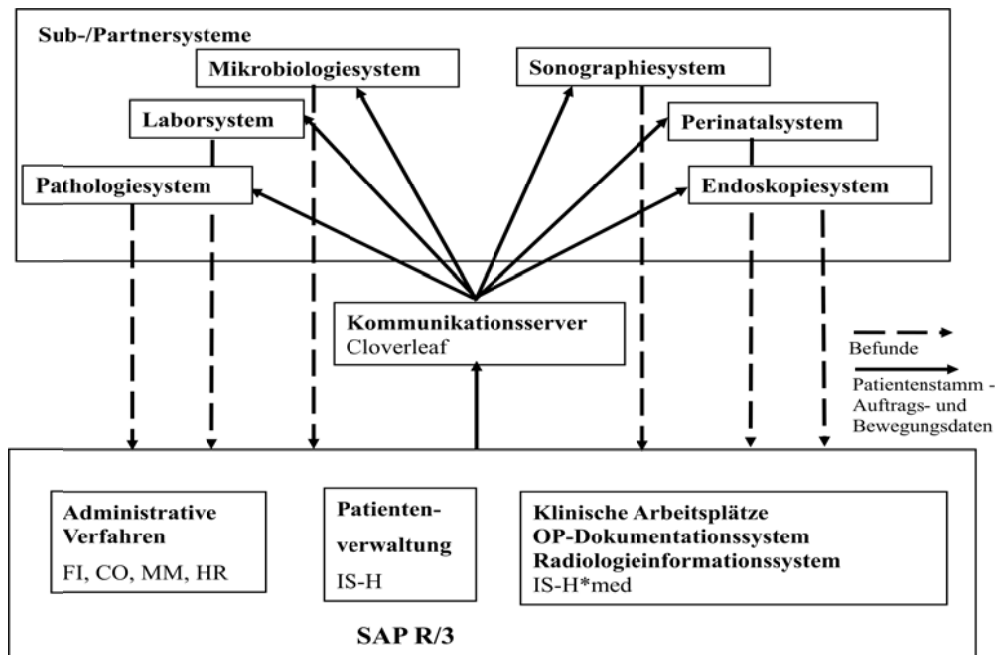 Sub-/Partnersysteme
Mikrobiologiesystem
Sonographiesystem
Laborsystem
Perinatalsystem
Pathologiesystem
Endoskopiesystem
Kommunikationsserver
Cloverleaf
Befunde
Patientenstamm -
Auftrags- und
Bewegungsdaten
Administrative
Verfahren
FI, CO, MM, HR
Patienten-
verwaltung
IS-H
Klinische Arbeitsplätze
OP-Dokumentationssystem
Radiologieinformationssystem
IS-H*med
SAP R/3